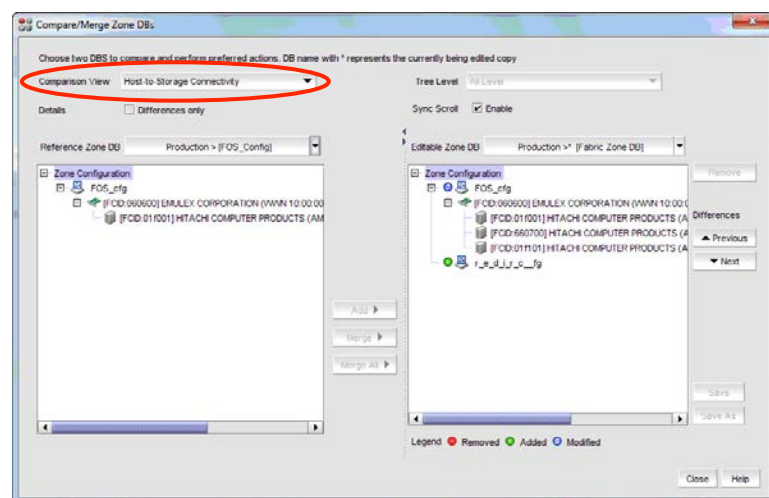 Compare/Merge Zone DBs
Choose two DBS to compare and perform preferred actions. DB name with * represents the currently being edited copy
Comparison View Host-to-Storage Connectivity
Tree Level All Level
Details Differences only
Sync Scroll Enable
Reference Zone DB Production > [FOS_Config]
Editable Zone DB Production >* [Fabric Zone DB]
Zone Configuration
FOS_cfg
[FCID:060600] EMULEX CORPORATION (WWN 10:00:00
[FCID:01f001] HITACHI COMPUTER PRODUCTS (AM
Add
Merge
Merge All
Zone Configuration
FOS_cfg
[FCID:060600] EMULEX CORPORATION (WWN 10:00:0
[FCID:01f001] HITACHI COMPUTER PRODUCTS (A
[FCID:660700] HITACHI COMPUTER PRODUCTS (A
[FCID:01f101] HITACHI COMPUTER PRODUCTS (A
r_e_d_i_r_c__fg
Remove
Differences
Previous
Next
Save
Save As
Legend Removed Added Modified
Close Help